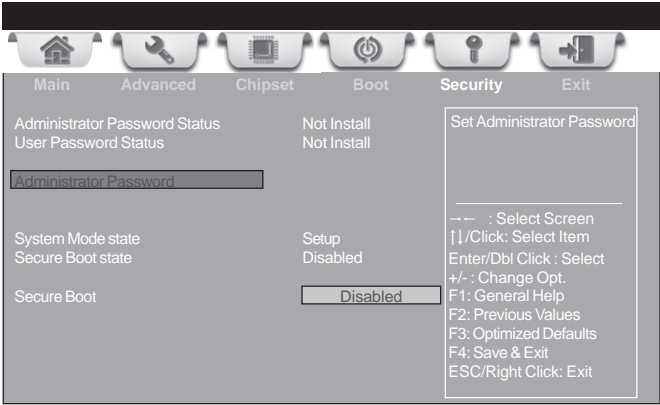 Main Advanced Chipset Boot Security Exit
Administrator Password Status Not Install
User Password Status Not Install
Administrator Password
System Mode state Setup
Secure Boot state Disabled
Secure Boot Disabled
Set Administrator Password
→← : Select Screen
↑↓/Click: Select Item
Enter/Dbl Click : Select
+/- : Change Opt.
F1: General Help
F2: Previous Values
F3: Optimized Defaults
F4: Save & Exit
ESC/Right Click: Exit